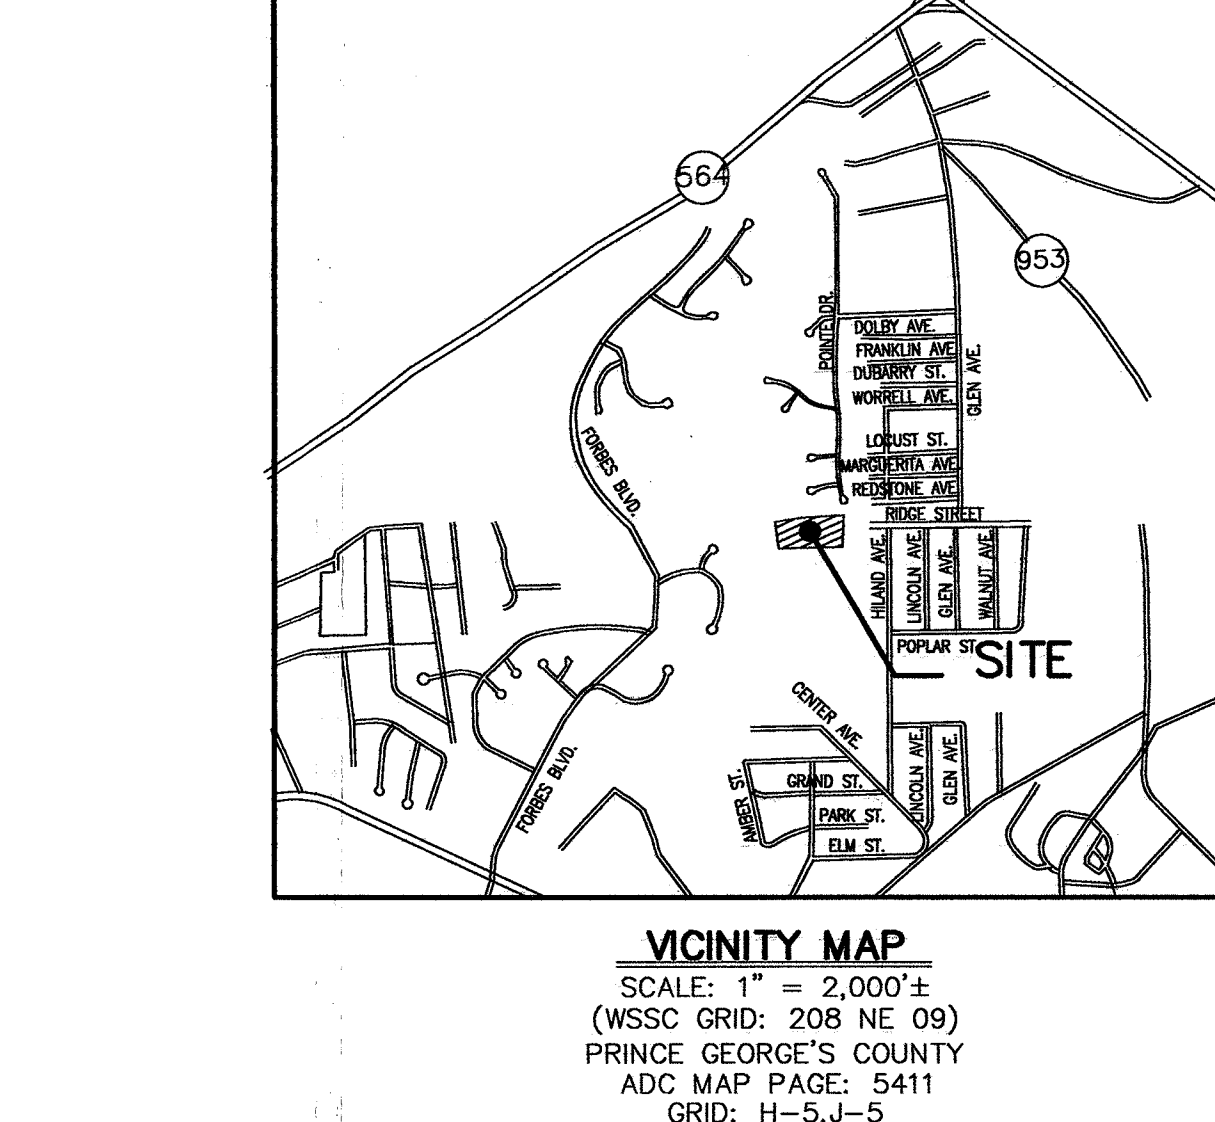 564
953
POINTE DR.
DOLBY AVE.
FRANKLIN AVE.
DUBARRY ST.
GLEN AVE.
WORRELL AVE.
LOCUST ST.
MARGUERITA AVE.
REDSTONE AVE.
RIDGE STREET
FORBES BLVD.
HILAND AVE.
LINCOLN AVE.
GLEN AVE.
WALNUT AVE.
POPLAR ST.
SITE
CENTER AVE.
FORBES BLVD.
AMBER ST.
GRAND ST.
LINCOLN AVE.
GLEN AVE.
PARK ST.
ELM ST.
VICINITY MAP
SCALE: 1" = 2,000'±
(WSSC GRID: 208 NE 09)
PRINCE GEORGE'S COUNTY
ADC MAP PAGE: 5411
GRID: H-5,J-5